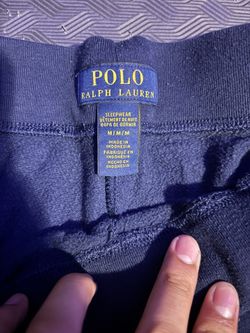 POLO
RALPH LAUREN
SLEEPWEAR
VÊTEMENT DE NUIT
ROPA DE DORMIR
M/M/M
MADE IN
INDONESIA
FABRIQUÉ EN
INDONÉSIE
HECHO EN
INDONESIA